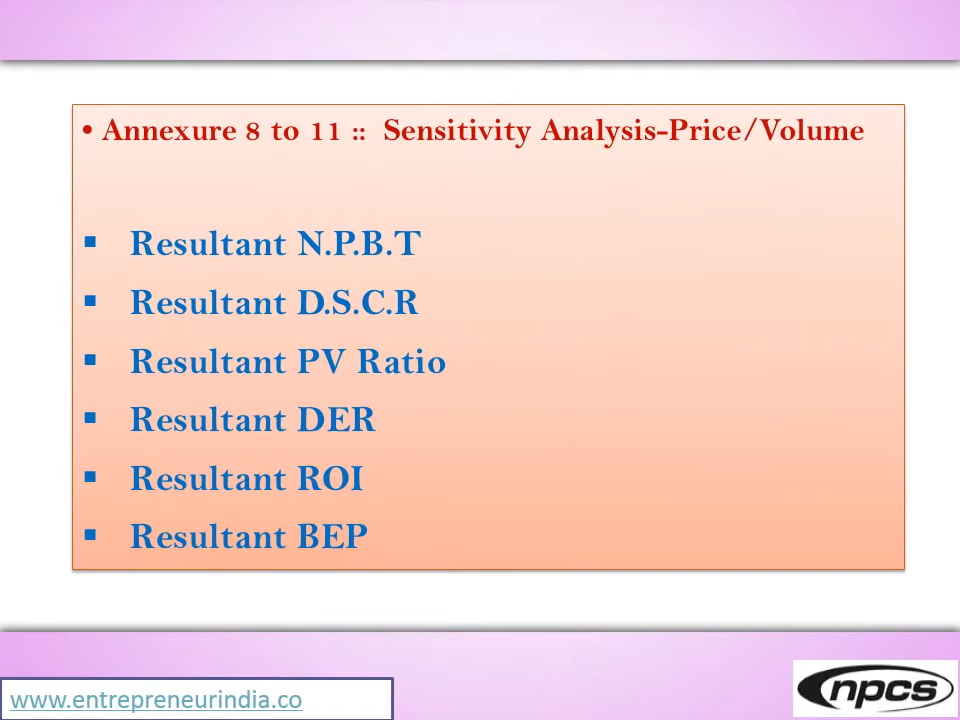 • Annexure 8 to 11 :: Sensitivity Analysis-Price/Volume
▪ Resultant N.P.B.T
▪ Resultant D.S.C.R
▪ Resultant PV Ratio
▪ Resultant DER
▪ Resultant ROI
▪ Resultant BEP
www.entrepreneurindia.co
npcs